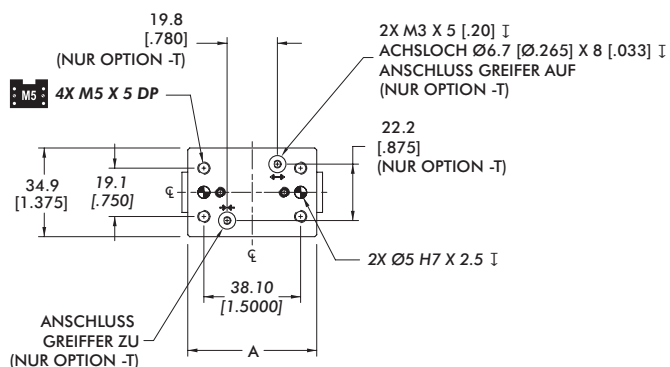 19.8
[.780]
(NUR OPTION -T)
2X M3 X 5 [.20] ↧
ACHSLOCH Ø6.7 [Ø.265] X 8 [.033] ↧
ANSCHLUSS GREIFER AUF
(NUR OPTION -T)
M5
4X M5 X 5 DP
22.2
[.875]
(NUR OPTION -T)
34.9
[1.375]
19.1
[.750]
℄
℄
2X Ø5 H7 X 2.5 ↧
38.10
[1.5000]
ANSCHLUSS
GREIFFER ZU
(NUR OPTION -T)
A